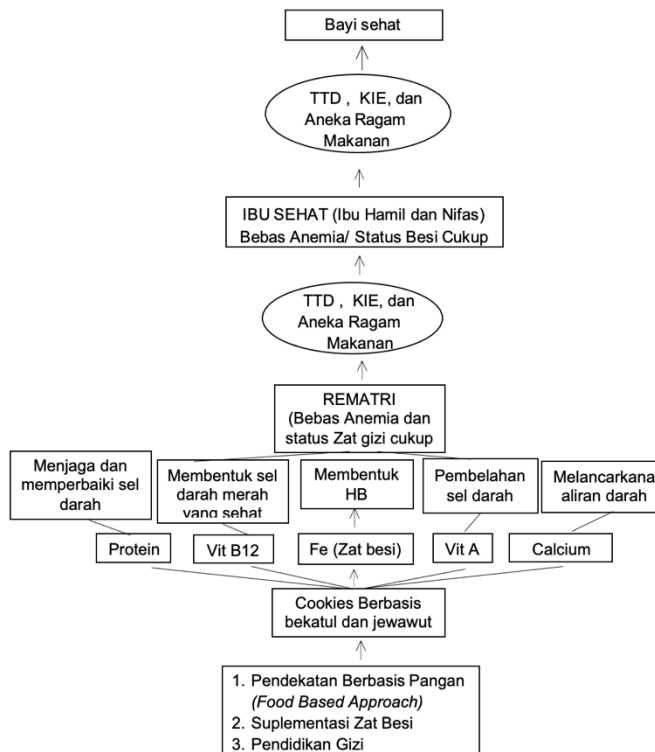 Bayi sehat
TTD , KIE, dan
Aneka Ragam
Makanan
IBU SEHAT (Ibu Hamil dan Nifas)
Bebas Anemia/ Status Besi Cukup
TTD , KIE, dan
Aneka Ragam
Makanan
REMATRI
(Bebas Anemia dan
status Zat gizi cukup
Menjaga dan
memperbaiki sel
darah
Membentuk sel
darah merah
yang sehat
Membentuk
HB
Pembelahan
sel darah
Melancarkana
aliran darah
Protein
Vit B12
Fe (Zat besi)
Vit A
Calcium
Cookies Berbasis
bekatul dan jewawut
1. Pendekatan Berbasis Pangan
(Food Based Approach)
2. Suplementasi Zat Besi
3. Pendidikan Gizi